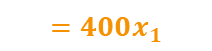 = 400x₁